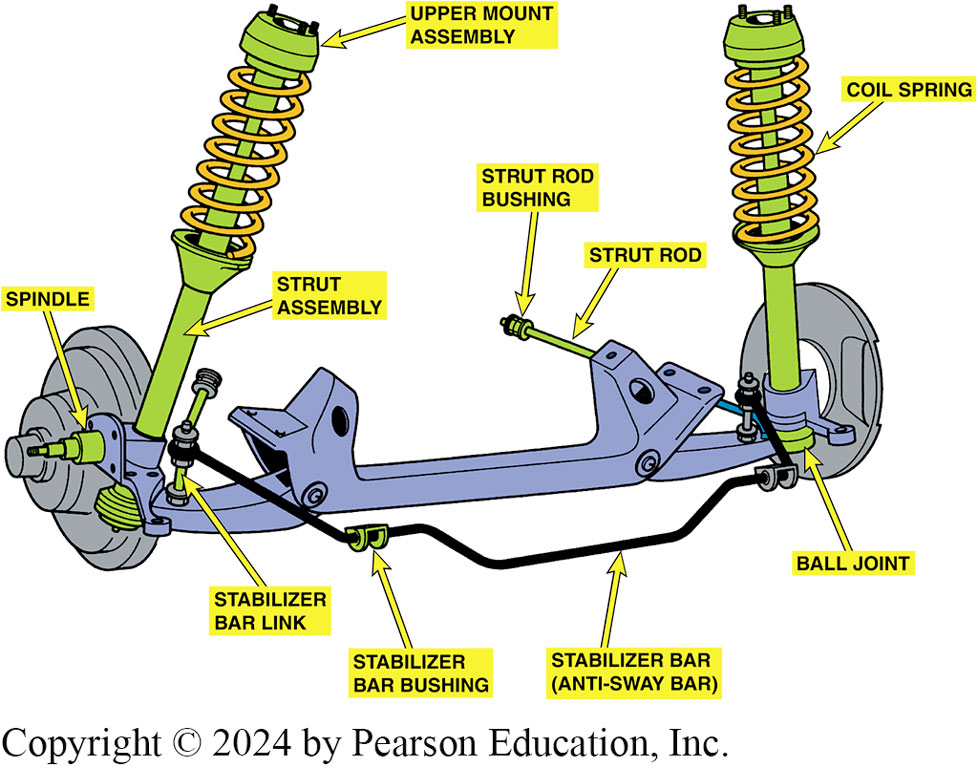 UPPER MOUNT
ASSEMBLY
COIL SPRING
STRUT ROD
BUSHING
STRUT ROD
STRUT
ASSEMBLY
SPINDLE
BALL JOINT
STABILIZER
BAR LINK
STABILIZER
BAR BUSHING
STABILIZER BAR
(ANTI-SWAY BAR)
Copyright © 2024 by Pearson Education, Inc.